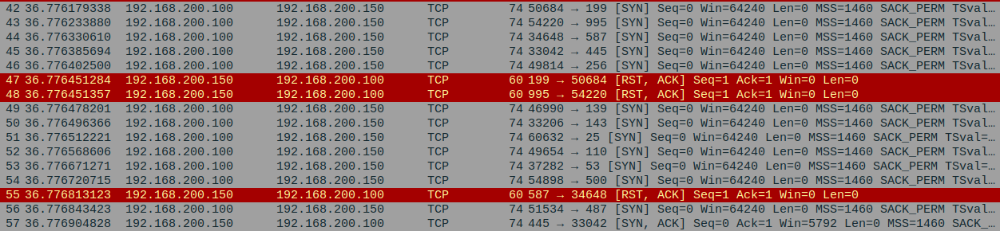 42 36.776179338 192.168.200.100 192.168.200.150 TCP 74 50684 → 199 [SYN] Seq=0 Win=64240 Len=0 MSS=1460 SACK_PERM TSval…
43 36.776233880 192.168.200.100 192.168.200.150 TCP 74 54220 → 995 [SYN] Seq=0 Win=64240 Len=0 MSS=1460 SACK_PERM TSval…
44 36.776330610 192.168.200.100 192.168.200.150 TCP 74 34648 → 587 [SYN] Seq=0 Win=64240 Len=0 MSS=1460 SACK_PERM TSval…
45 36.776385694 192.168.200.100 192.168.200.150 TCP 74 33042 → 445 [SYN] Seq=0 Win=64240 Len=0 MSS=1460 SACK_PERM TSval…
46 36.776402500 192.168.200.100 192.168.200.150 TCP 74 49814 → 256 [SYN] Seq=0 Win=64240 Len=0 MSS=1460 SACK_PERM TSval…
47 36.776451284 192.168.200.150 192.168.200.100 TCP 60 199 → 50684 [RST, ACK] Seq=1 Ack=1 Win=0 Len=0
48 36.776451357 192.168.200.150 192.168.200.100 TCP 60 995 → 54220 [RST, ACK] Seq=1 Ack=1 Win=0 Len=0
49 36.776478201 192.168.200.100 192.168.200.150 TCP 74 46990 → 139 [SYN] Seq=0 Win=64240 Len=0 MSS=1460 SACK_PERM TSval…
50 36.776496366 192.168.200.100 192.168.200.150 TCP 74 33206 → 143 [SYN] Seq=0 Win=64240 Len=0 MSS=1460 SACK_PERM TSval…
51 36.776512221 192.168.200.100 192.168.200.150 TCP 74 60632 → 25 [SYN] Seq=0 Win=64240 Len=0 MSS=1460 SACK_PERM TSval=…
52 36.776568606 192.168.200.100 192.168.200.150 TCP 74 49654 → 110 [SYN] Seq=0 Win=64240 Len=0 MSS=1460 SACK_PERM TSval…
53 36.776671271 192.168.200.100 192.168.200.150 TCP 74 37282 → 53 [SYN] Seq=0 Win=64240 Len=0 MSS=1460 SACK_PERM TSval=…
54 36.776720715 192.168.200.100 192.168.200.150 TCP 74 54898 → 500 [SYN] Seq=0 Win=64240 Len=0 MSS=1460 SACK_PERM TSval…
55 36.776813123 192.168.200.150 192.168.200.100 TCP 60 587 → 34648 [RST, ACK] Seq=1 Ack=1 Win=0 Len=0
56 36.776843423 192.168.200.100 192.168.200.150 TCP 74 51534 → 487 [SYN] Seq=0 Win=64240 Len=0 MSS=1460 SACK_PERM TSval…
57 36.776904828 192.168.200.150 192.168.200.100 TCP 74 445 → 33042 [SYN, ACK] Seq=0 Ack=1 Win=5792 Len=0 MSS=1460 SACK_…